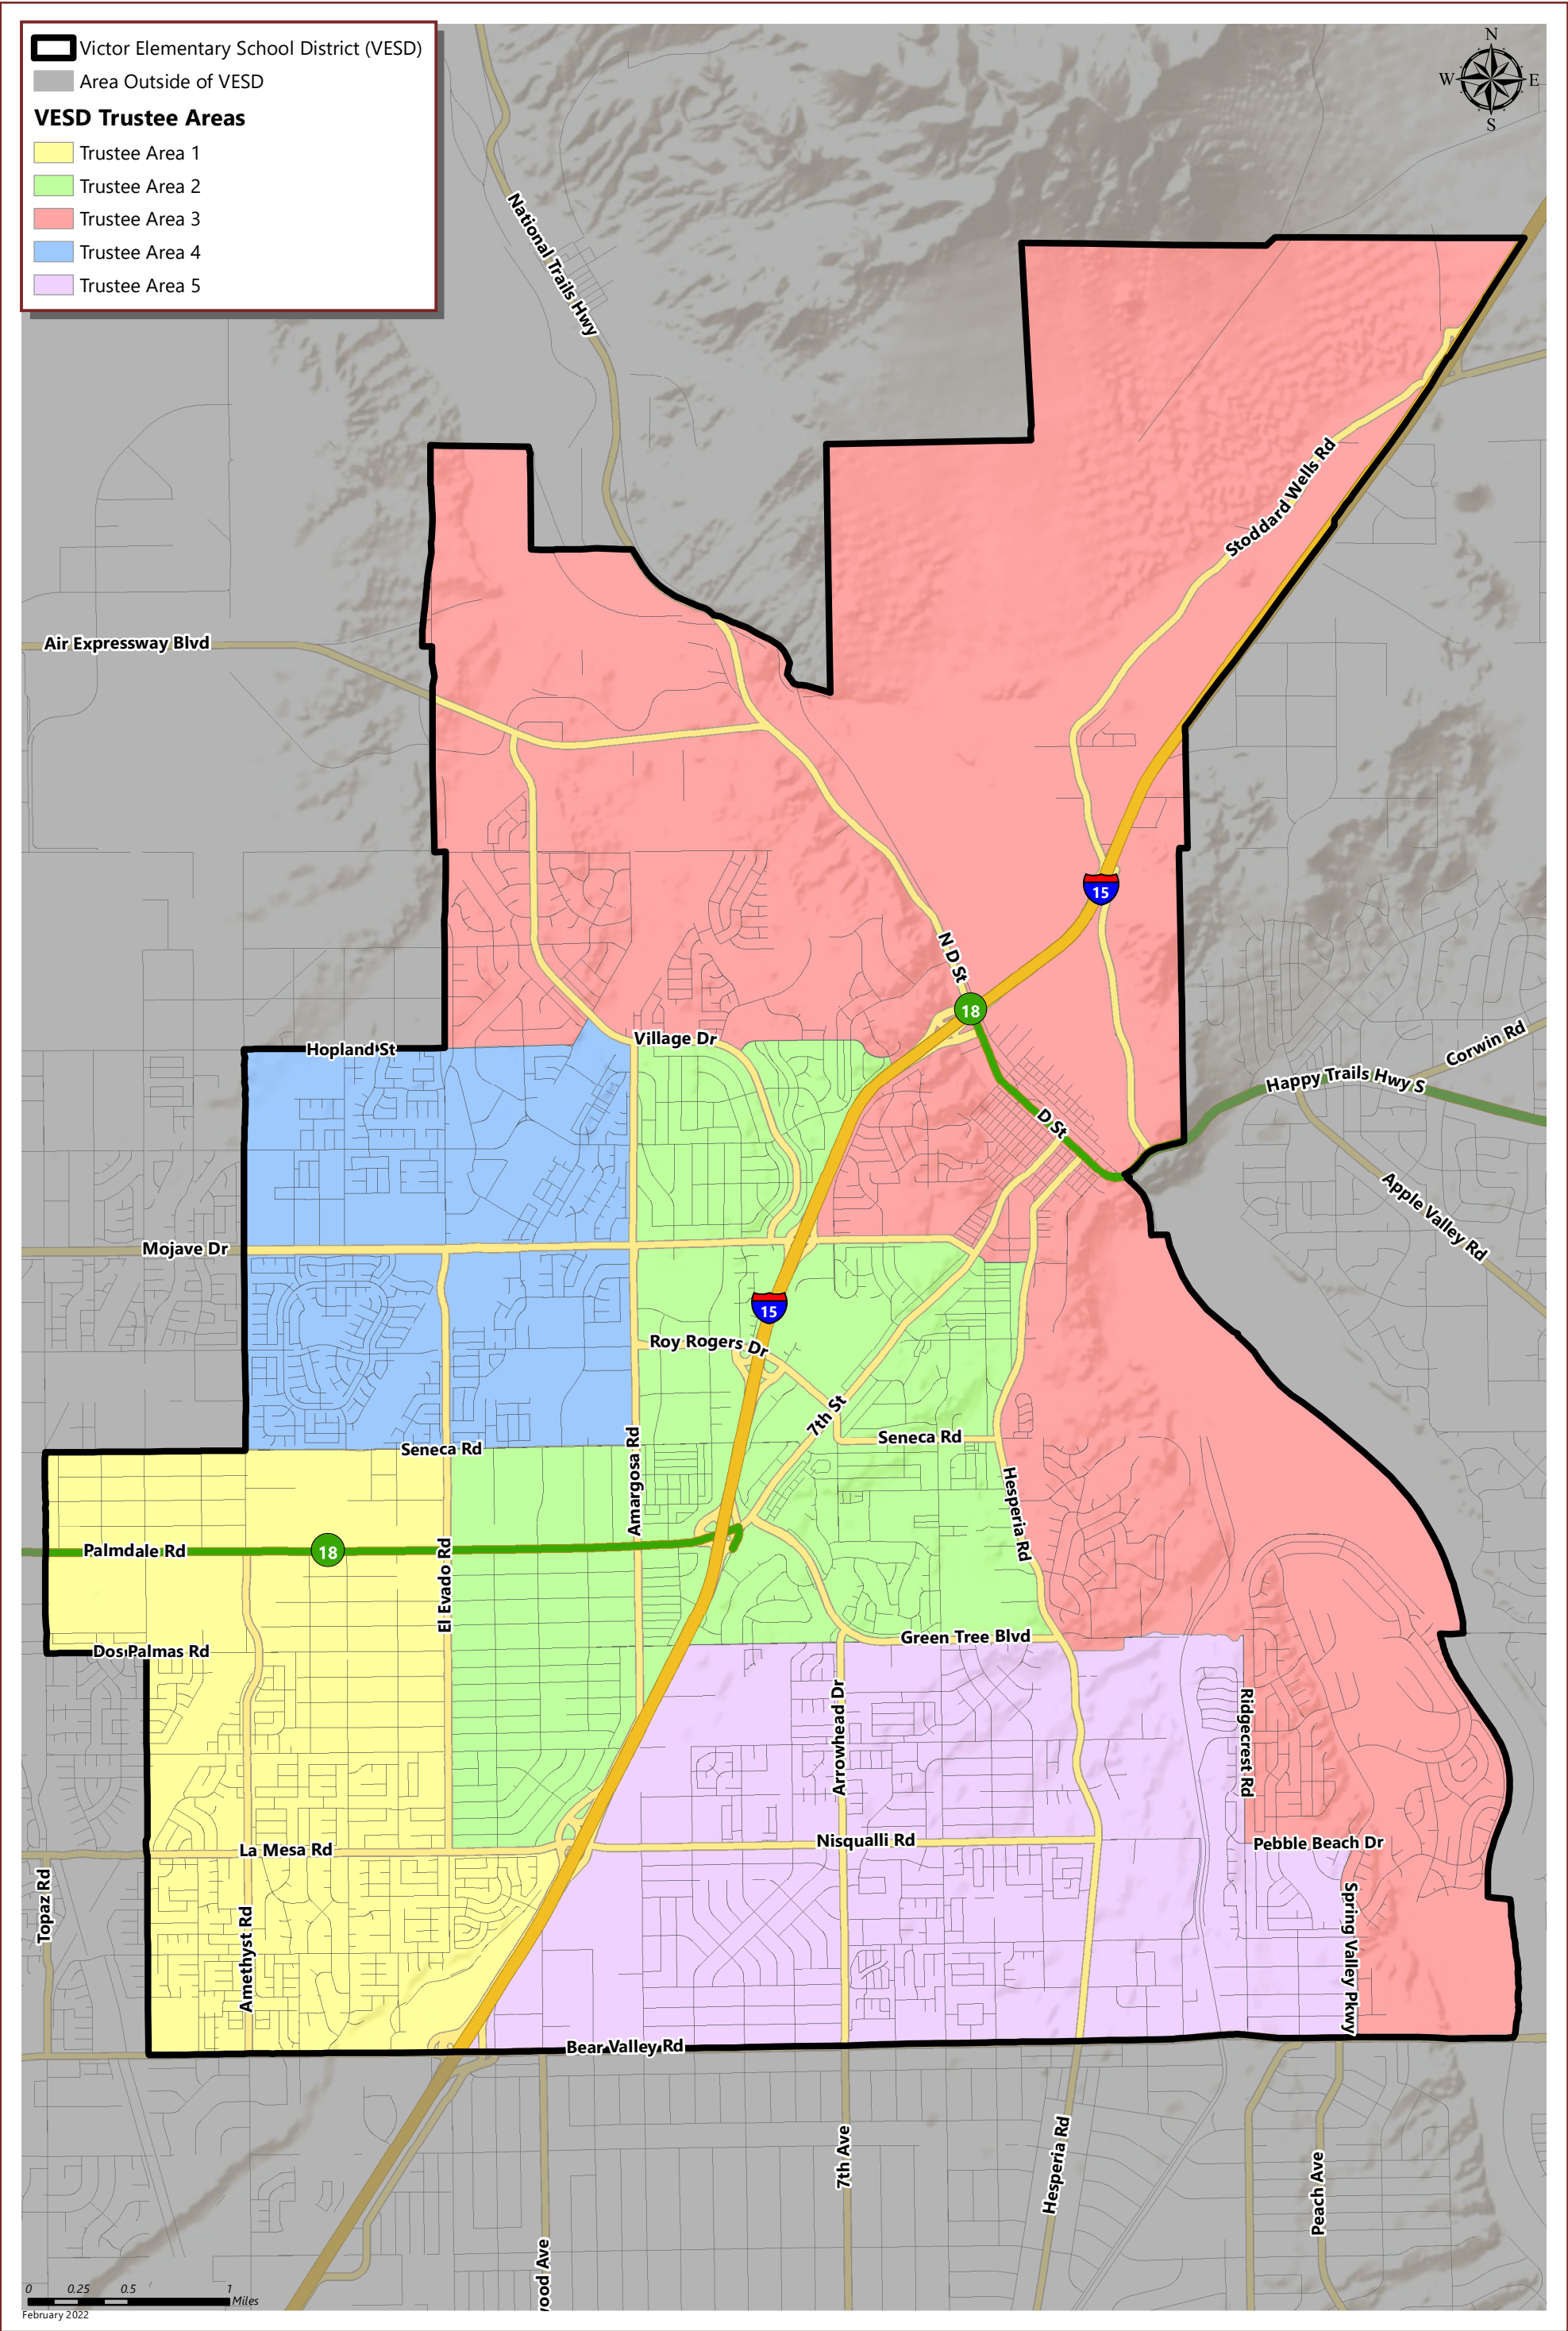 Victor Elementary School District (VESD)
Area Outside of VESD
VESD Trustee Areas
Trustee Area 1
Trustee Area 2
Trustee Area 3
Trustee Area 4
Trustee Area 5
N
W
E
S
National Trails Hwy
Stoddard Wells Rd
Air Expressway Blvd
15
N D St
18
Village Dr
Hopland St
Corwin Rd
Happy Trails Hwy S
D St
Apple Valley Rd
Mojave Dr
15
Roy Rogers Dr
7th St
Seneca Rd
Seneca Rd
Amargosa Rd
Hesperia Rd
Palmdale Rd
18
El Evado Rd
Dos Palmas Rd
Green Tree Blvd
Arrowhead Dr
Ridgecrest Rd
La Mesa Rd
Nisqualli Rd
Pebble Beach Dr
Topaz Rd
Amethyst Rd
Spring Valley Pkwy
Bear Valley Rd
7th Ave
Hesperia Rd
Peach Ave
wood Ave
0 0.25 0.5 1
Miles
February 2022